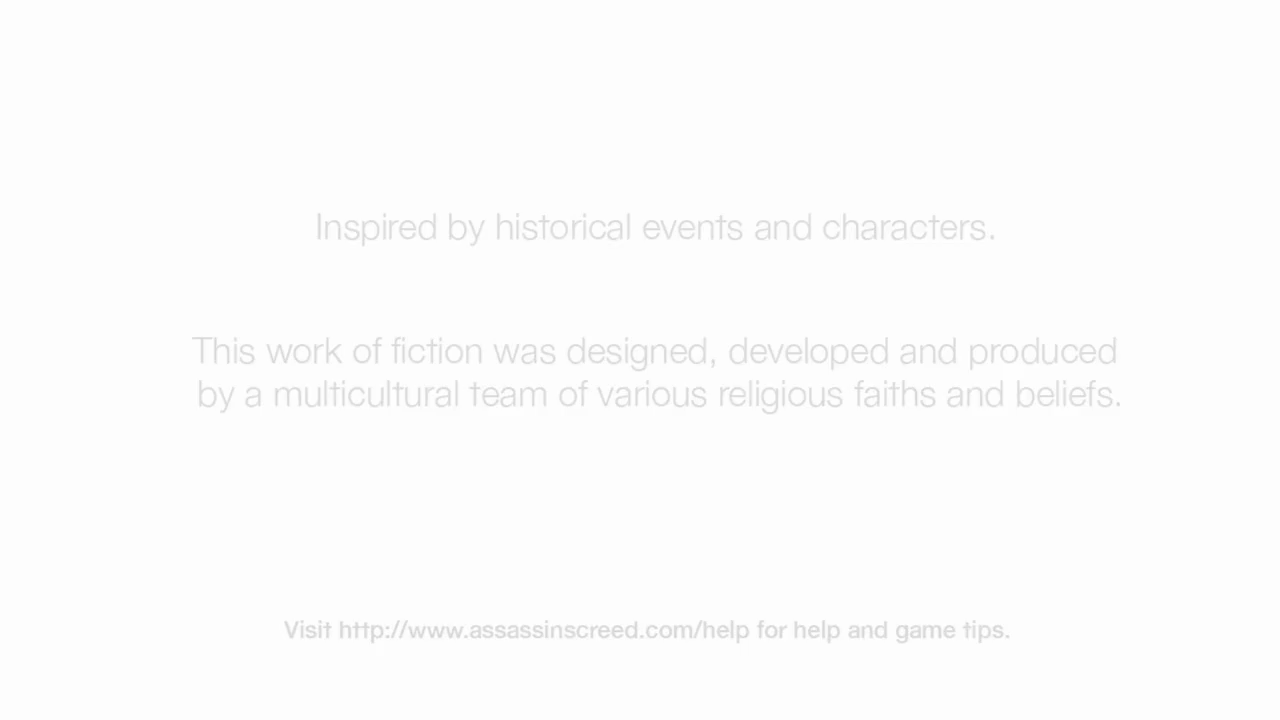 Inspired by historical events and characters.
This work of fiction was designed, developed and produced
by a multicultural team of various religious faiths and beliefs.
Visit http://www.assassinscreed.com/help for help and game tips.